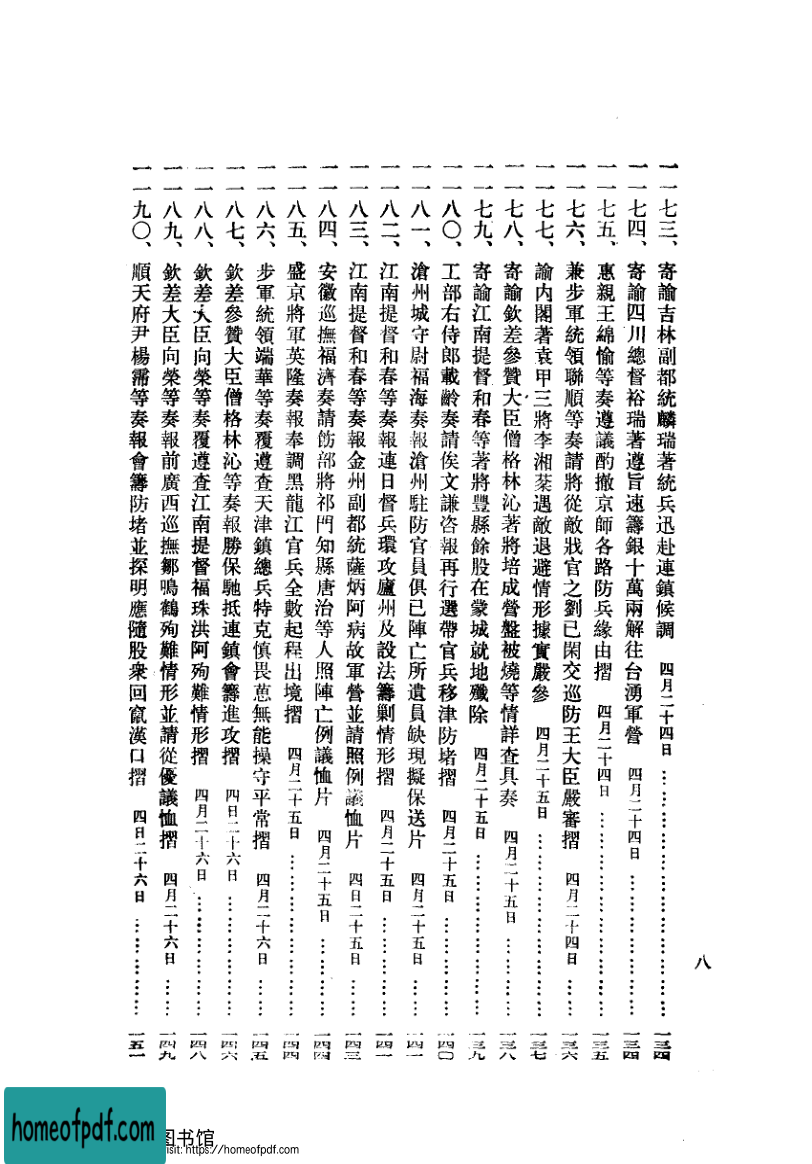 一一七三、寄諭吉林副都統麟瑞著統兵迅赴連鎮候調 四月二十四日 …… 一三四
一一七四、寄諭四川總督裕瑞著遵旨速籌銀十萬兩解往台湧軍營 四月二十四日 …… 一三四
一一七五、惠親王綿愉等奏遵議酌撤京師各路防兵緣由摺 四月二十四日 …… 一三五
一一七六、兼步軍統領聯順等奏請將從敵戕官之劉已閑交巡防王大臣嚴審摺 四月二十四日 …… 一三六
一一七七、諭內閣著袁甲三將李湘棻遇敵退避情形據實嚴參 四月二十五日 …… 一三七
一一七八、寄諭欽差參贊大臣僧格林沁著將培成營盤被燒等情詳查具奏 四月二十五日 …… 一三八
一一七九、寄諭江南提督和春等著將豐縣餘股在蒙城就地殲除 四月二十五日 …… 一三九
一一八〇、工部右侍郎載齡奏請俟文謙咨報再行選帶官兵移津防堵摺 四月二十五日 …… 一四〇
一一八一、滄州城守尉福海奏報滄州駐防官員俱已陣亡所遺員缺現擬保送片 四月二十五日 …… 一四一
一一八二、江南提督和春等奏報連日督兵環攻廬州及設法籌剿情形摺 四月二十五日 …… 一四一
一一八三、江南提督和春等奏報金州副都統薩炳阿病故軍營並請照例議恤片 四日二十五日 …… 一四三
一一八四、安徽巡撫福濟奏請飭部將祁門知縣唐治等人照陣亡例議恤片 四月二十五日 …… 一四四
一一八五、盛京將軍英隆奏報奉調黑龍江官兵全數起程出境摺 四月二十五日 …… 一四四
一一八六、步軍統領端華等奏覆遵查天津鎮總兵特克慎畏葸無能操守平常摺 四月二十六日 …… 一四五
一一八七、欽差參贊大臣僧格林沁等奏報勝保馳抵連鎮會籌進攻摺 四日二十六日 …… 一四六
一一八八、欽差大臣向榮等奏覆遵查江南提督福珠洪阿殉難情形摺 四月二十六日 …… 一四八
一一八九、欽差大臣向榮等奏報前廣西巡撫鄒鳴鶴殉難情形並請從優議恤摺 四月二十六日 …… 一四九
一一九〇、順天府尹楊霈等奏報會籌防堵並探明應隨股衆回竄漢口摺 四日二十六日 …… 一五一
八
homeofpdf.com
图书馆
isit: https://homeofpdf.com